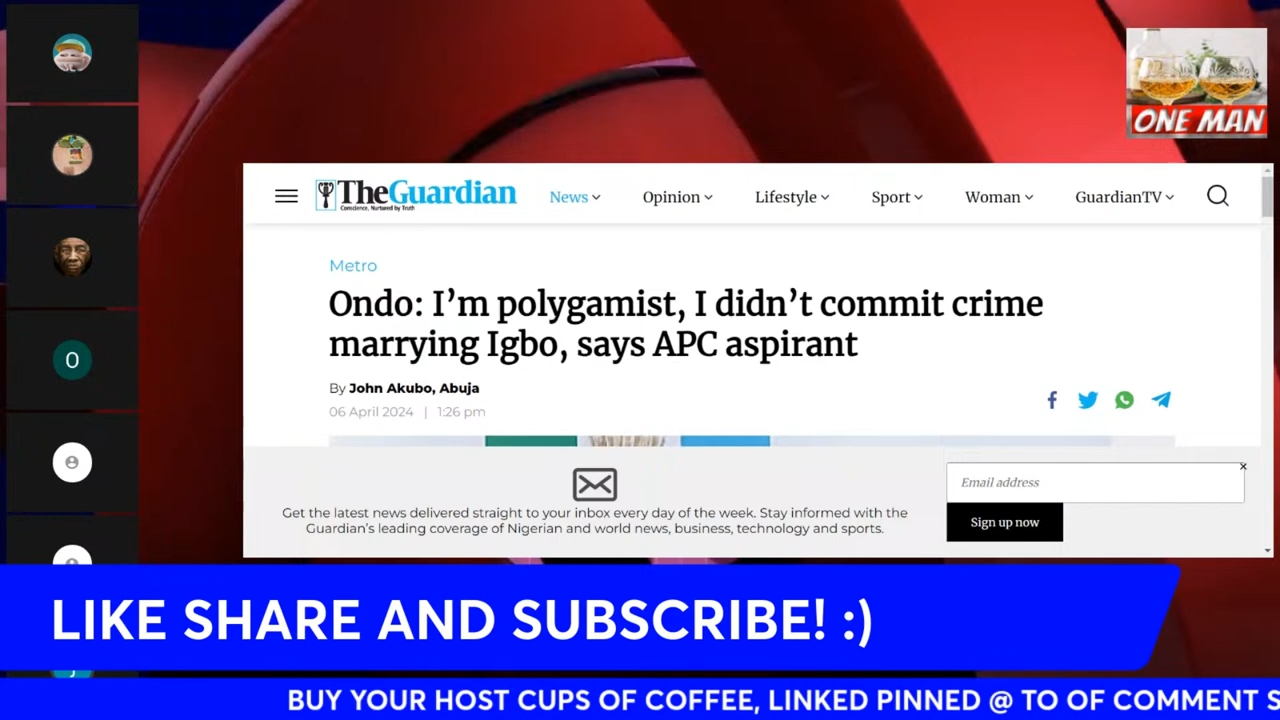 ONE MAN
TheGuardian
Conscience, Nurtured by Truth
News
Opinion
Lifestyle
Sport
Woman
GuardianTV
Metro
Ondo: I’m polygamist, I didn’t commit crime
marrying Igbo, says APC aspirant
By John Akubo, Abuja
06 April 2024 | 1:26 pm
O
Get the latest news delivered straight to your inbox every day of the week. Stay informed with the
Guardian’s leading coverage of Nigerian and world news, business, technology and sports.
Email address
Sign up now
LIKE SHARE AND SUBSCRIBE! :)
BUY YOUR HOST CUPS OF COFFEE, LINKED PINNED @ TO OF COMMENT S